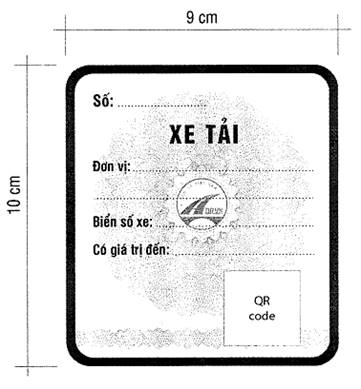 9 cm
10 cm
Số: ....................
XE TẢI
Đơn vị: ....................
Biển số xe: ....................
Có giá trị đến: ....................
QR
code